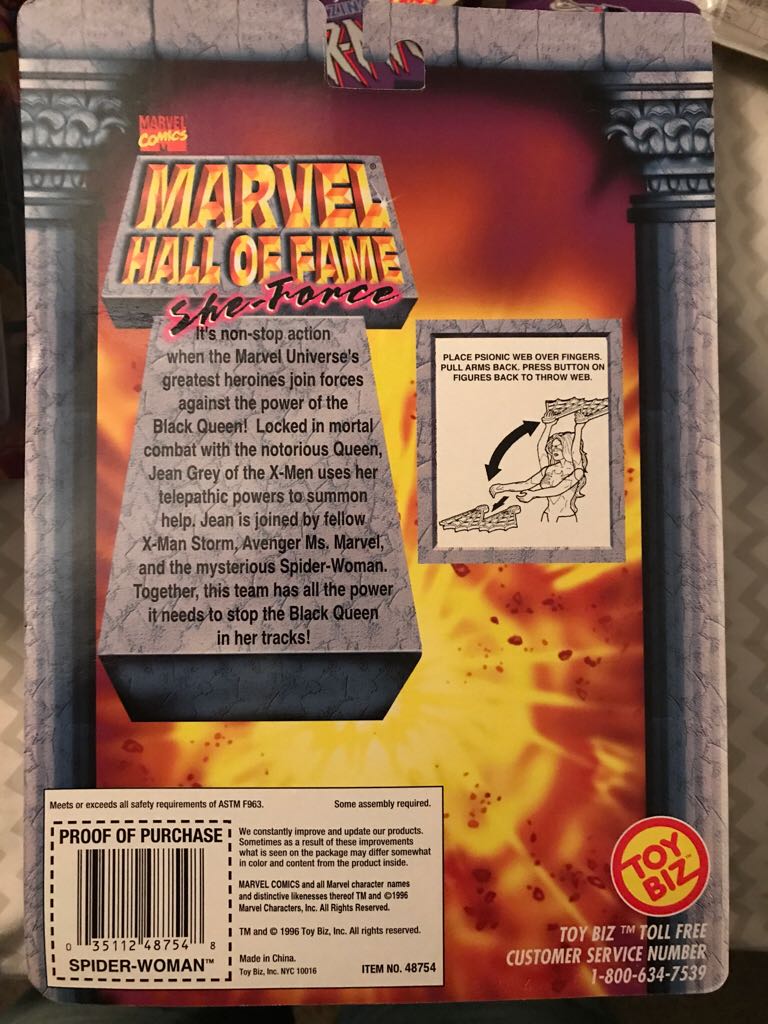 MARVEL
COMICS
MARVEL®
HALL OF FAME
She-Force
It's non-stop action
when the Marvel Universe's
greatest heroines join forces
against the power of the
Black Queen! Locked in mortal
combat with the notorious Queen,
Jean Grey of the X-Men uses her
telepathic powers to summon
help. Jean is joined by fellow
X-Man Storm, Avenger Ms. Marvel,
and the mysterious Spider-Woman.
Together, this team has all the power
it needs to stop the Black Queen
in her tracks!
PLACE PSIONIC WEB OVER FINGERS.
PULL ARMS BACK. PRESS BUTTON ON
FIGURES BACK TO THROW WEB.
Meets or exceeds all safety requirements of ASTM F963.
Some assembly required.
PROOF OF PURCHASE
0 35112 48754 8
SPIDER-WOMAN™
We constantly improve and update our products.
Sometimes as a result of these improvements
what is seen on the package may differ somewhat
in color and content from the product inside.
MARVEL COMICS and all Marvel character names
and distinctive likenesses thereof TM and ©1996
Marvel Characters, Inc. All Rights Reserved.
TM and © 1996 Toy Biz, Inc. All rights reserved.
Made in China.
Toy Biz, Inc. NYC 10016
ITEM NO. 48754
TOY
BIZ™
TOY BIZ ™ TOLL FREE
CUSTOMER SERVICE NUMBER
1-800-634-7539